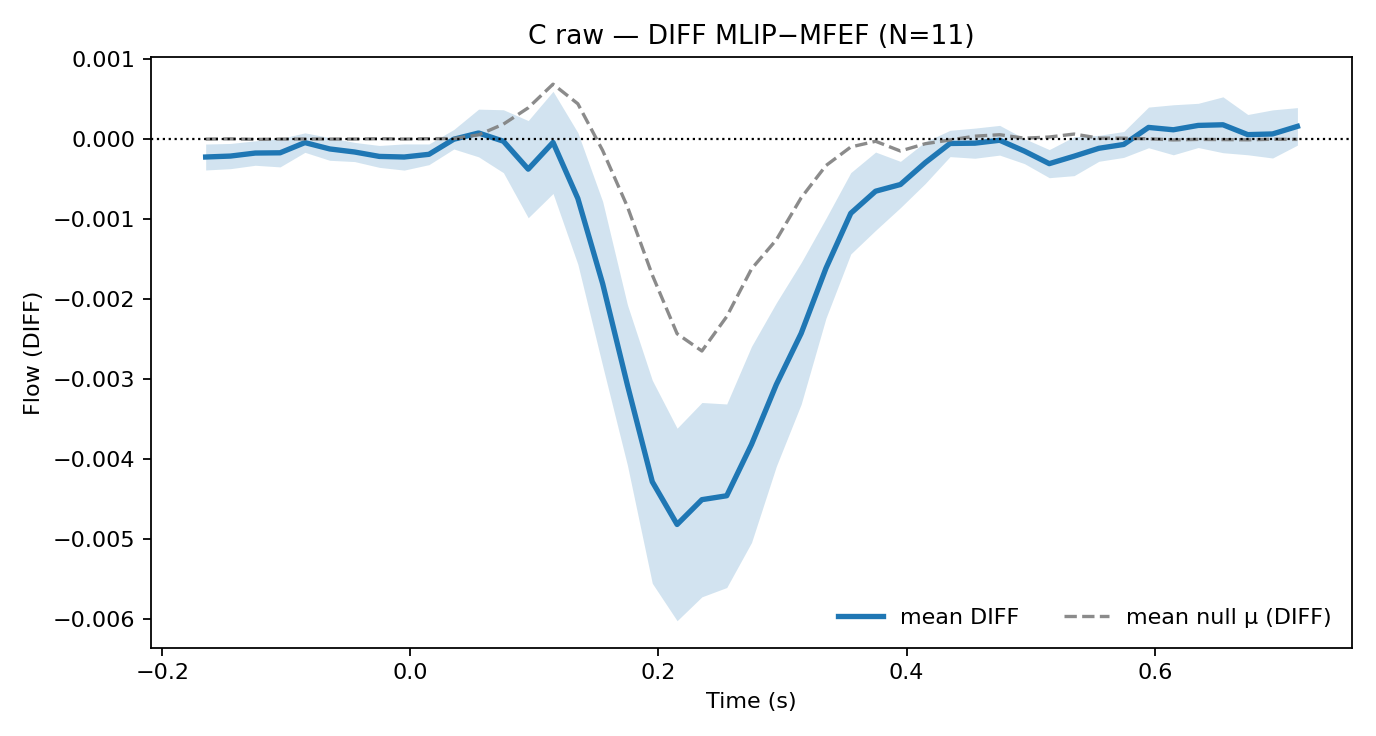 C raw — DIFF MLIP−MFEF (N=11)
0.001
0.000
−0.001
−0.002
−0.003
−0.004
−0.005
−0.006
Flow (DIFF)
mean DIFF
mean null μ (DIFF)
−0.2
0.0
0.2
0.4
0.6
Time (s)